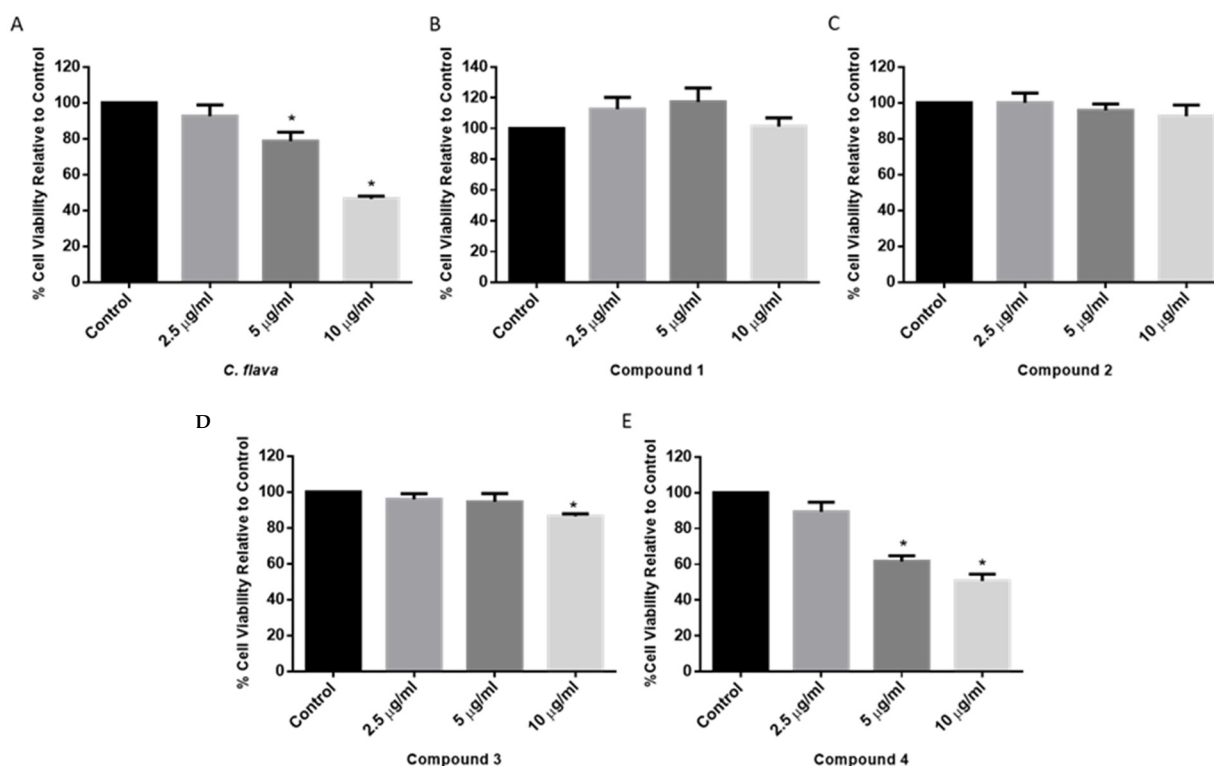 A
% Cell Viability Relative to Control
120
100
80
60
40
20
0
*
*
Control
2.5 μg/ml
5 μg/ml
10 μg/ml
C. flava
B
% Cell Viability Relative to Control
140
120
100
80
60
40
20
0
Control
2.5 μg/ml
5 μg/ml
10 μg/ml
Compound 1
C
% Cell Viability Relative to Control
120
100
80
60
40
20
0
Control
2.5 μg/ml
5 μg/ml
10 μg/ml
Compound 2
D
% Cell Viability Relative to Control
120
100
80
60
40
20
0
*
Control
2.5 μg/ml
5 μg/ml
10 μg/ml
Compound 3
E
%Cell Viability Relative to Control
120
100
80
60
40
20
0
*
*
Control
2.5 μg/ml
5 μg/ml
10 μg/ml
Compound 4